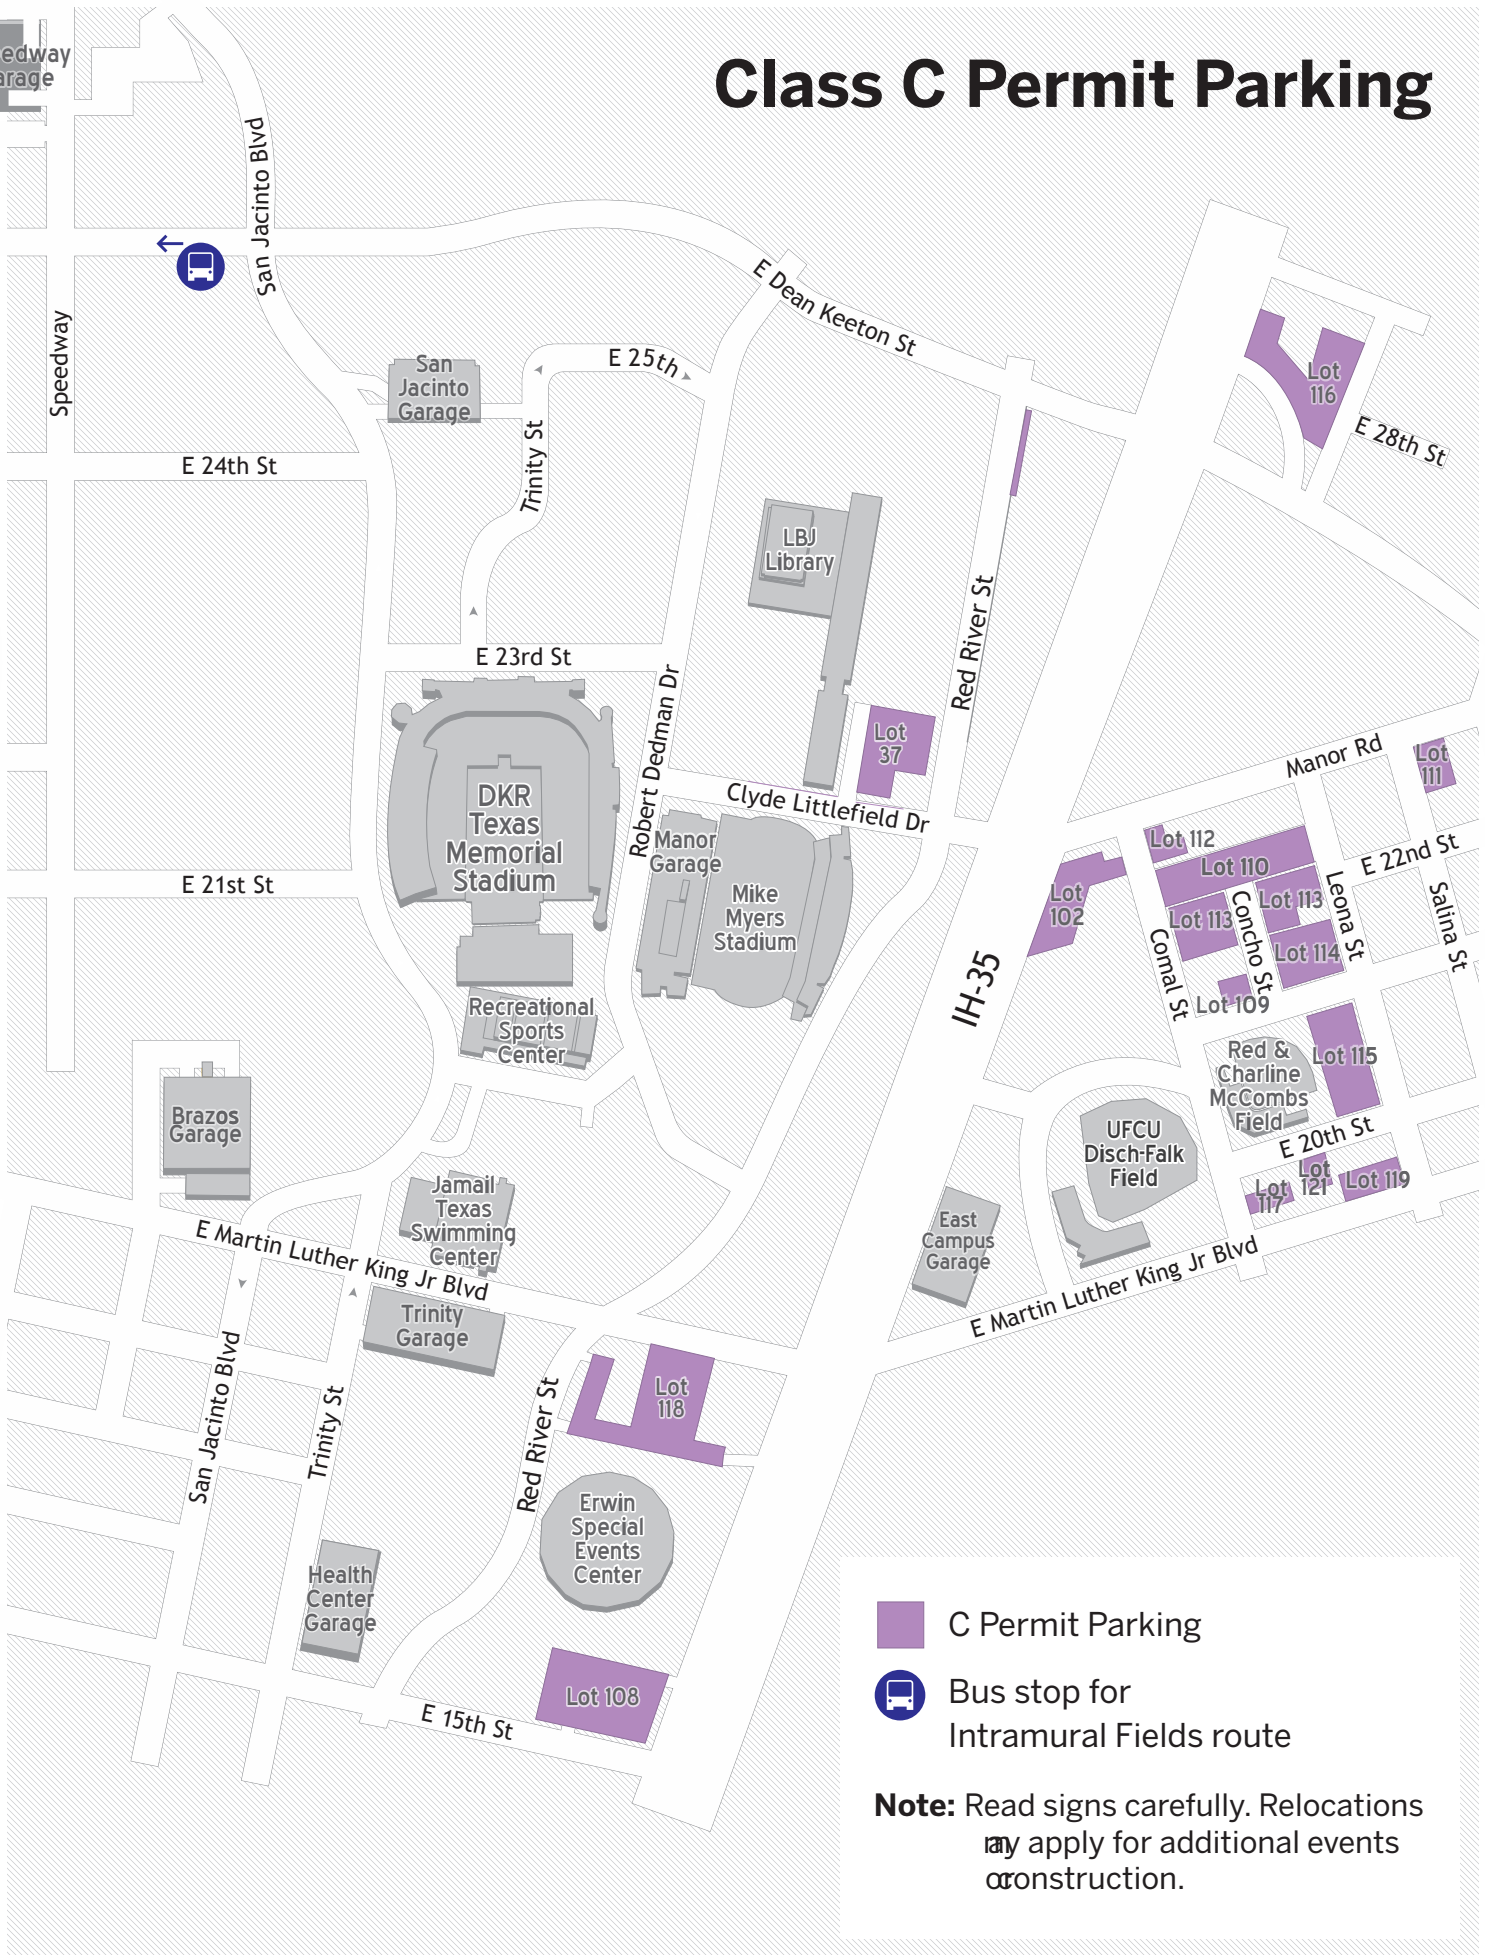 Class C Permit Parking
edway
arage
San Jacinto Blvd
Speedway
E Dean Keeton St
San
Jacinto
Garage
E 25th
Trinity St
E 24th St
Lot
116
E 28th St
LBJ
Library
Red River St
E 23rd St
Robert Dedman Dr
Lot
37
Clyde Littlefield Dr
Manor Rd
Lot
111
DKR
Texas
Memorial
Stadium
Manor
Garage
Mike
Myers
Stadium
Lot 112
Lot 110
E 22nd St
Lot
102
Lot 113
Lot 113
Lot 114
Lot 109
Comal St
Concho St
Leona St
Salina St
E 21st St
IH-35
Recreational
Sports
Center
Red &
Charline
McCombs
Field
Lot 115
Brazos
Garage
UFCU
Disch-Falk
Field
E 20th St
Lot
117
Lot
121
Lot 119
Jamail
Texas
Swimming
Center
East
Campus
Garage
E Martin Luther King Jr Blvd
E Martin Luther King Jr Blvd
Trinity
Garage
San Jacinto Blvd
Trinity St
Red River St
Lot
118
Erwin
Special
Events
Center
Health
Center
Garage
Lot 108
E 15th St
C Permit Parking
Bus stop for
Intramural Fields route
Note: Read signs carefully. Relocations
may apply for additional events
or construction.